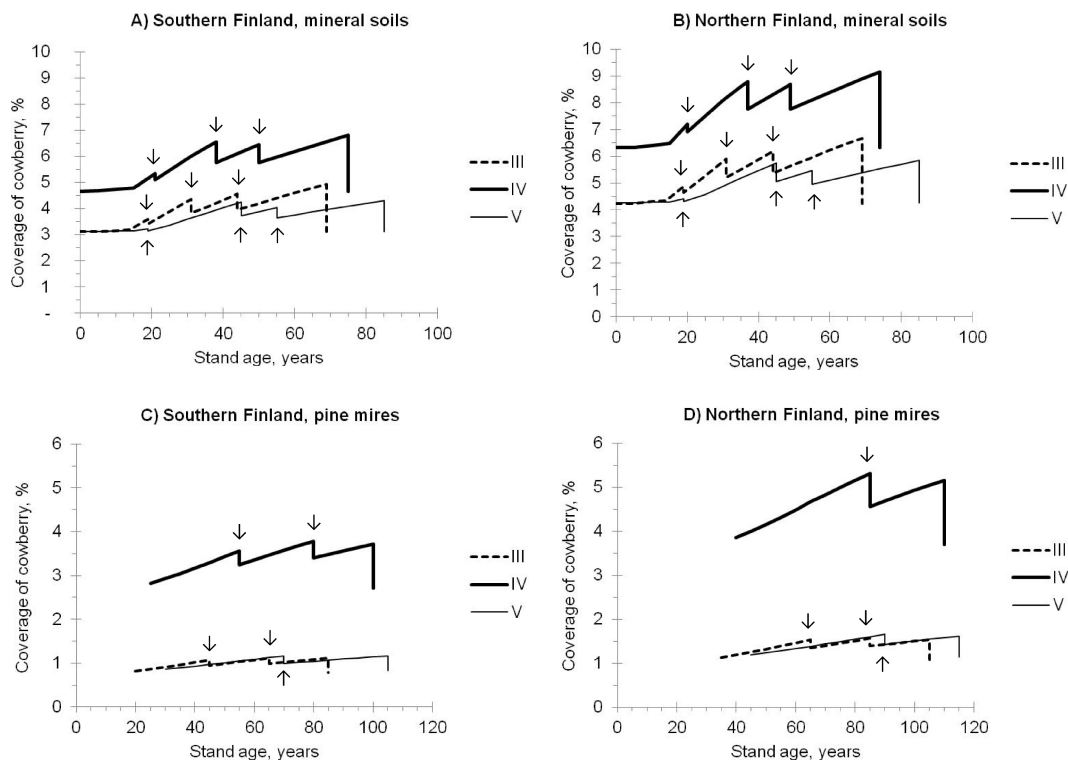 A) Southern Finland, mineral soils
Coverage of cowberry, %
10
9
8
7
6
5
4
3
2
1
-
0 20 40 60 80 100
Stand age, years
III
IV
V
B) Northern Finland, mineral soils
Coverage of cowberry, %
10
9
8
7
6
5
4
3
2
1
0
0 20 40 60 80 100
Stand age, years
III
IV
V
C) Southern Finland, pine mires
Coverage of cowberry, %
6
5
4
3
2
1
0
0 20 40 60 80 100 120
Stand age, years
III
IV
V
D) Northern Finland, pine mires
Coverage of cowberry, %
6
5
4
3
2
1
0
0 20 40 60 80 100 120
Stand age, years
III
IV
V